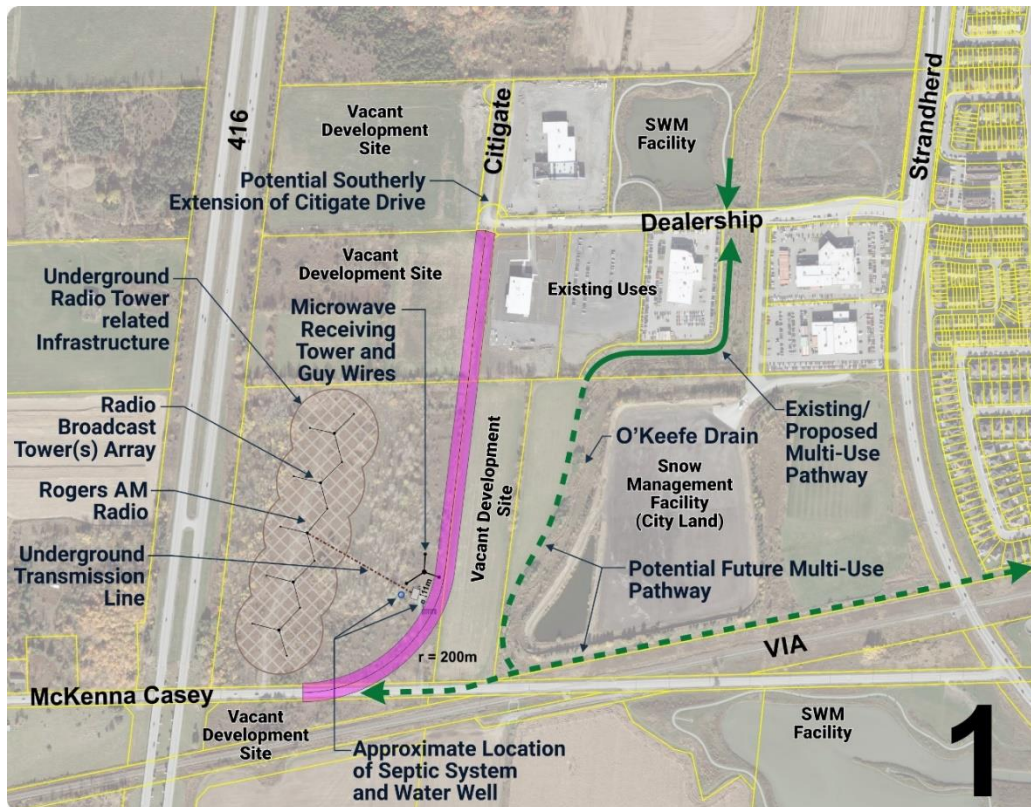 416
Vacant
Development
Site
Citigate
SWM
Facility
Strandherd
Potential Southerly
Extension of Citigate Drive
Dealership
Underground
Radio Tower
related
Infrastructure
Vacant
Development Site
Microwave
Receiving
Tower and
Guy Wires
Existing Uses
Radio
Broadcast
Tower(s) Array
Rogers AM
Radio
Underground
Transmission
Line
Vacant Development
Site
O'Keefe Drain
Snow
Management
Facility
(City Land)
Existing/
Proposed
Multi-Use
Pathway
Potential Future Multi-Use
Pathway
11m
r = 200m
VIA
McKenna Casey
Vacant
Development
Site
Approximate Location
of Septic System
and Water Well
SWM
Facility
1